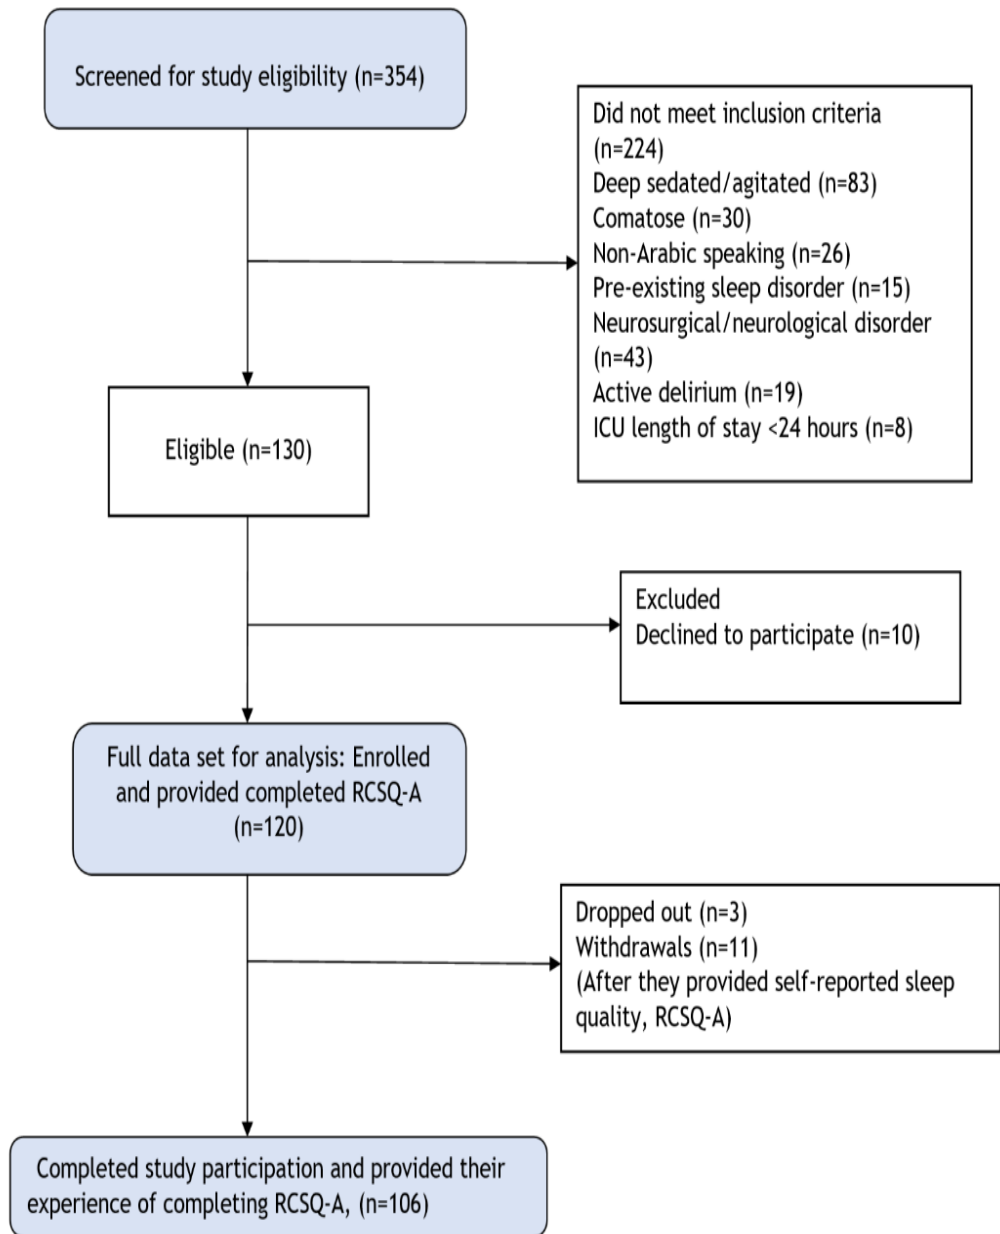 Screened for study eligibility (n=354)
Did not meet inclusion criteria
(n=224)
Deep sedated/agitated (n=83)
Comatose (n=30)
Non-Arabic speaking (n=26)
Pre-existing sleep disorder (n=15)
Neurosurgical/neurological disorder
(n=43)
Active delirium (n=19)
ICU length of stay <24 hours (n=8)
Eligible (n=130)
Excluded
Declined to participate (n=10)
Full data set for analysis: Enrolled
and provided completed RCSQ-A
(n=120)
Dropped out (n=3)
Withdrawals (n=11)
(After they provided self-reported sleep
quality, RCSQ-A)
Completed study participation and provided their
experience of completing RCSQ-A, (n=106)